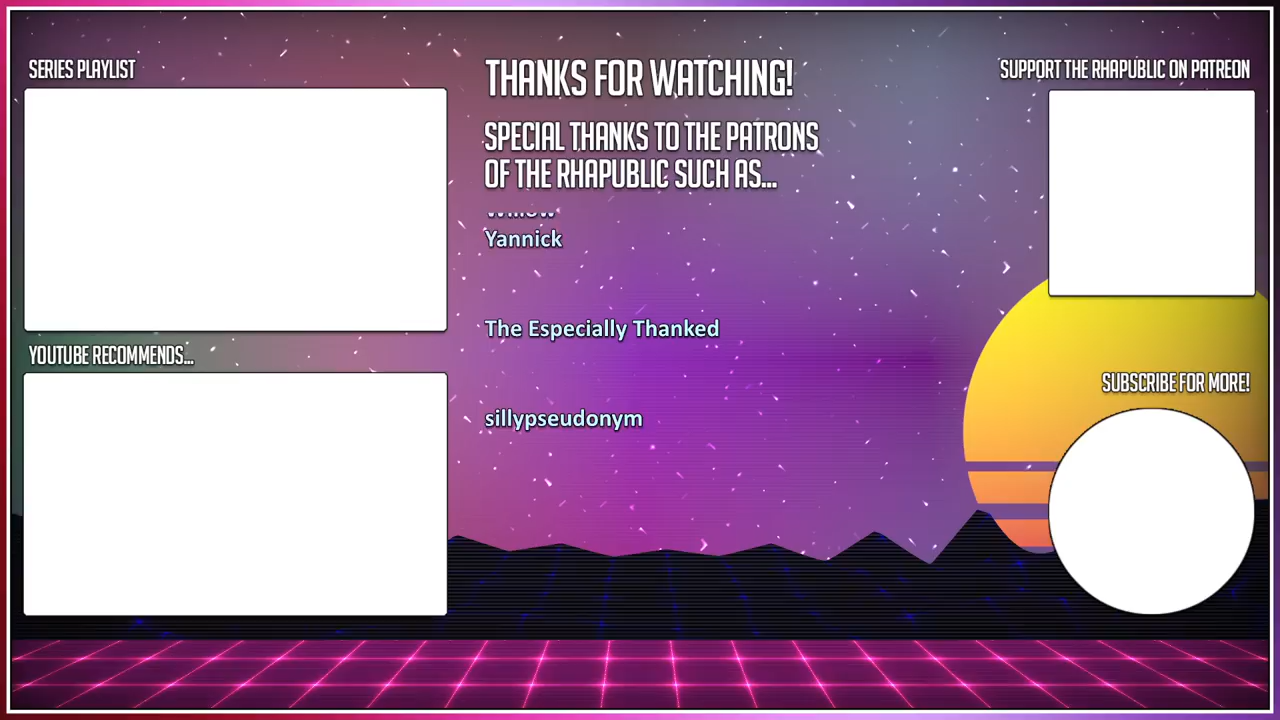 SERIES PLAYLIST
THANKS FOR WATCHING!
SUPPORT THE RHAPUBLIC ON PATREON
SPECIAL THANKS TO THE PATRONS
OF THE RHAPUBLIC SUCH AS...
Yannick
The Especially Thanked
YOUTUBE RECOMMENDS...
SUBSCRIBE FOR MORE!
sillypseudonym